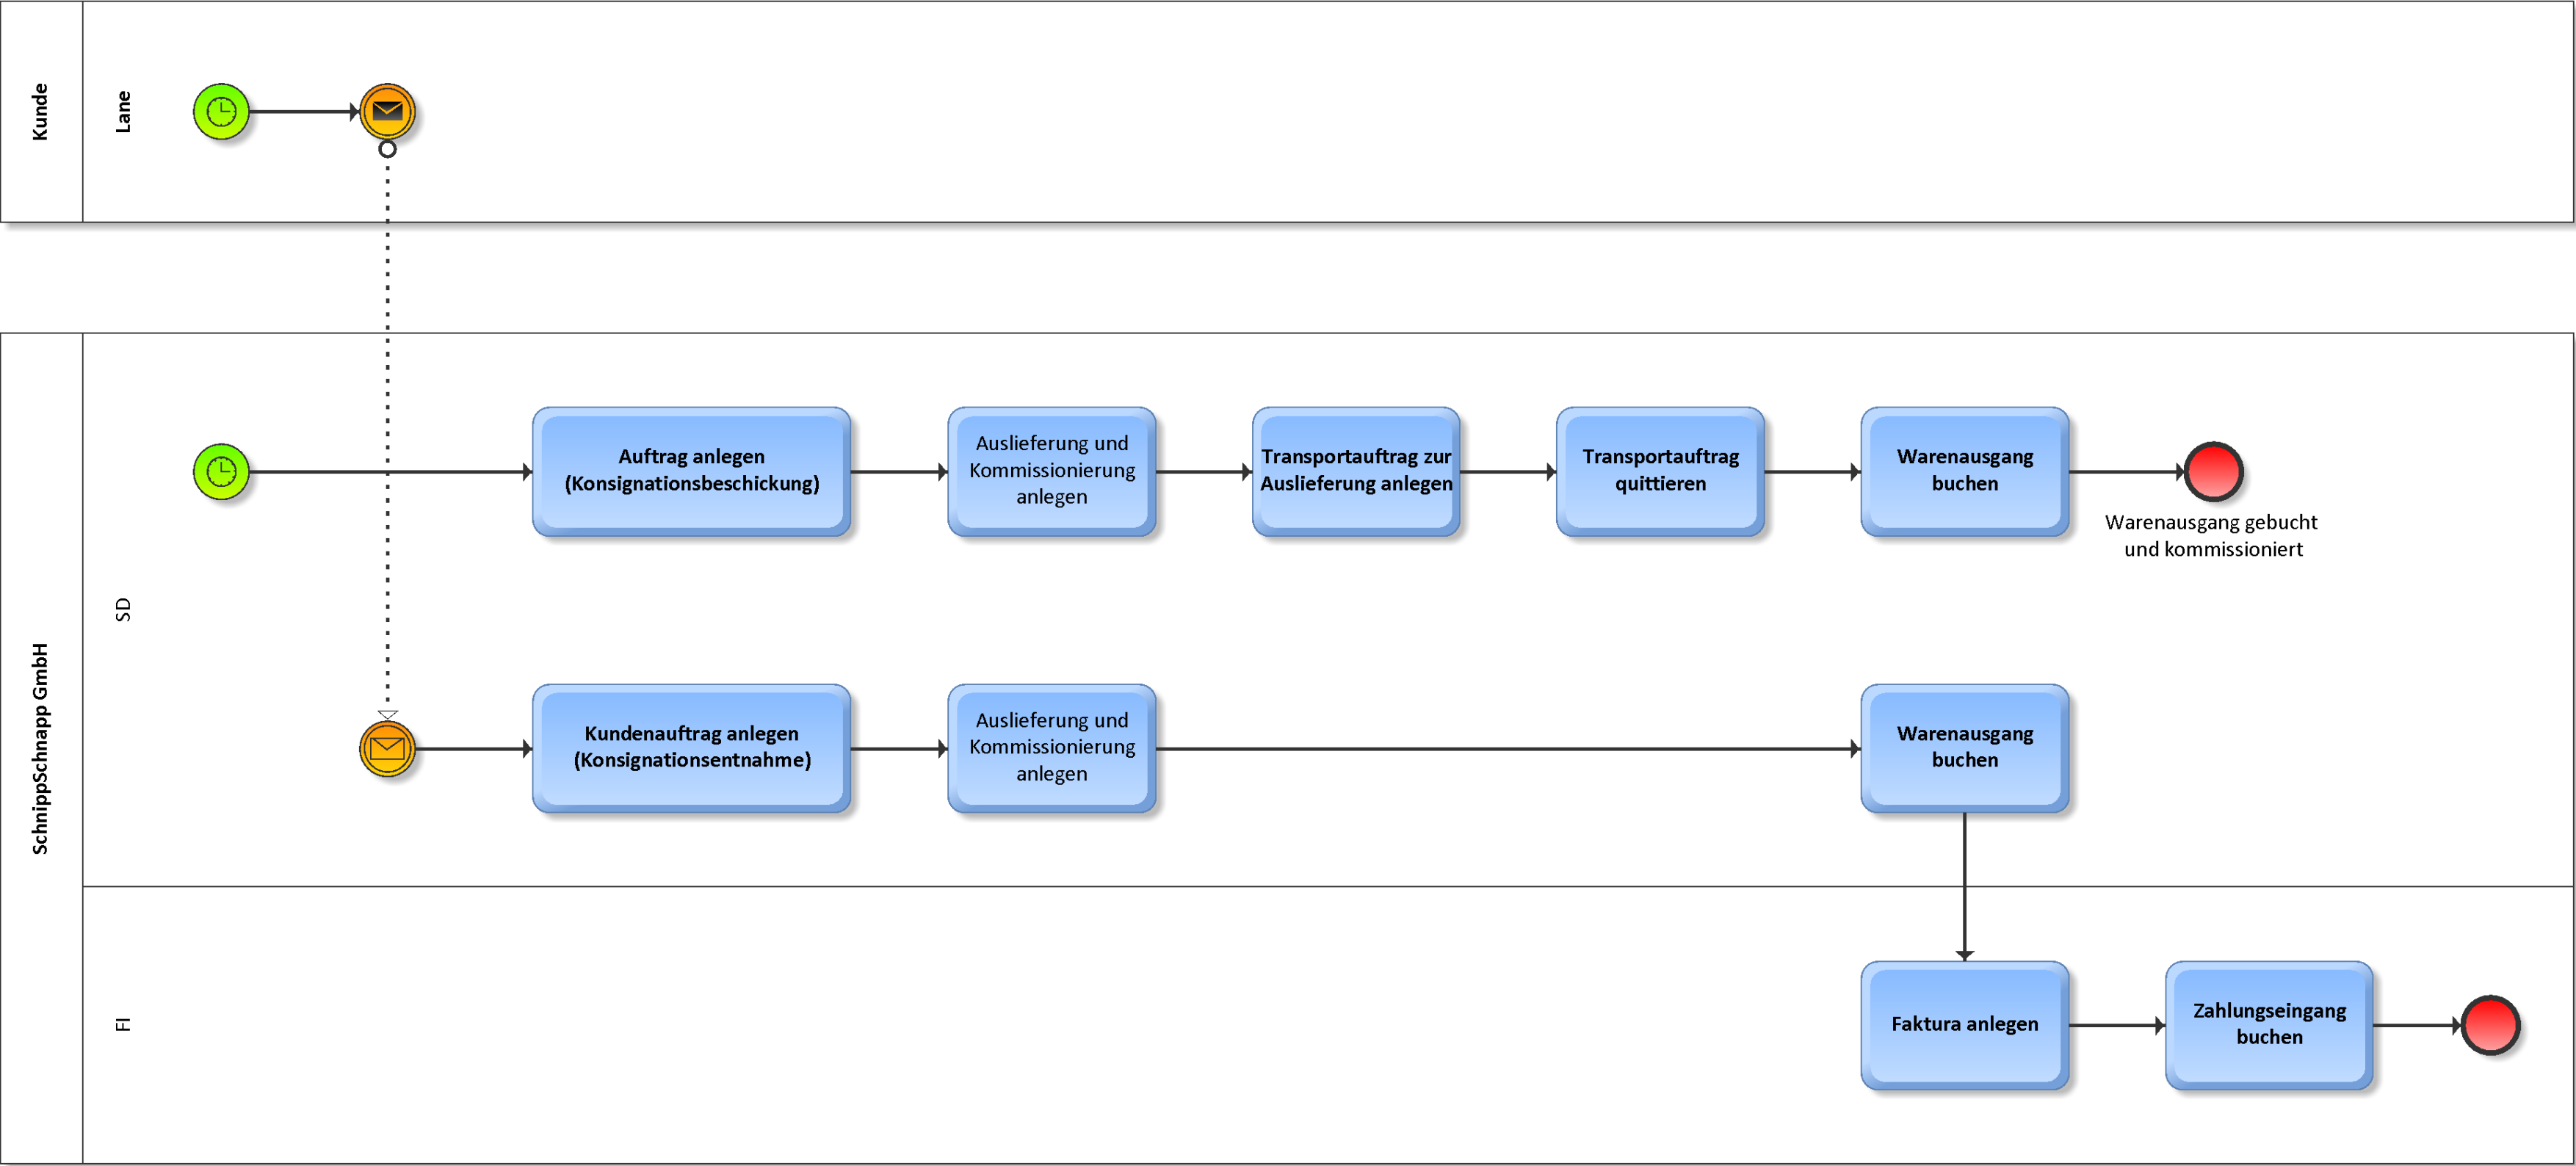 Kunde
Lane
SchnippSchnapp GmbH
SD
Auftrag anlegen
(Konsignationsbeschickung)
Auslieferung und
Kommissionierung
anlegen
Transportauftrag zur
Auslieferung anlegen
Transportauftrag
quittieren
Warenausgang
buchen
Warenausgang gebucht
und kommissioniert
Kundenauftrag anlegen
(Konsignationsentnahme)
Auslieferung und
Kommissionierung
anlegen
Warenausgang
buchen
FI
Faktura anlegen
Zahlungseingang
buchen